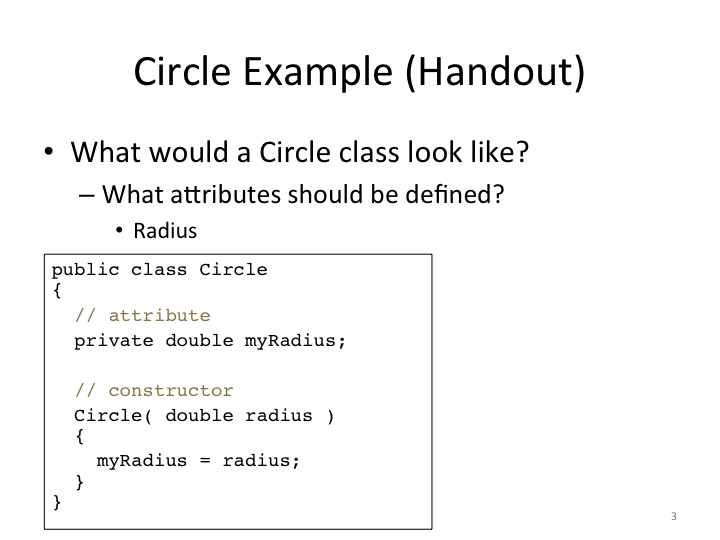 Circle Example (Handout)
• What would a Circle class look like?
– What attributes should be defined?
• Radius
public class Circle
{
  // attribute
  private double myRadius;

  // constructor
  Circle( double radius )
  {
    myRadius = radius;
  }
}
3